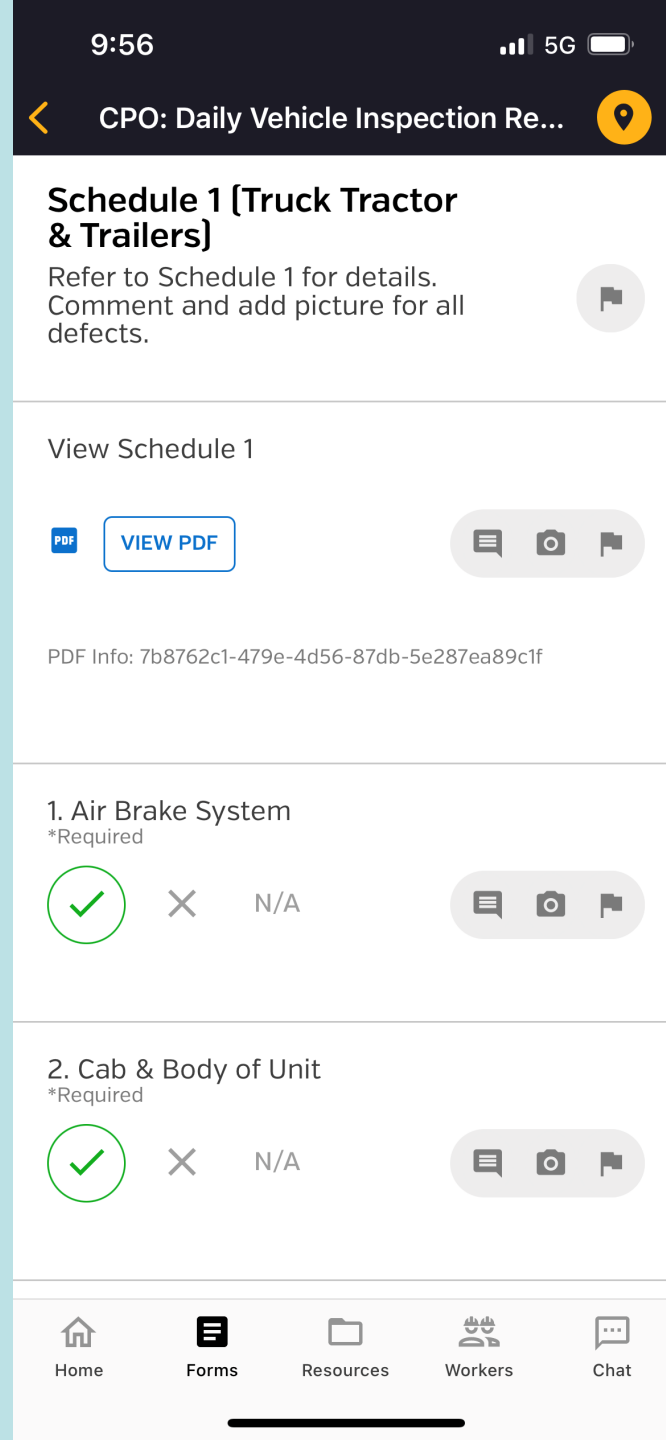 9:56
5G
CPO: Daily Vehicle Inspection Re...
Schedule 1 (Truck Tractor
& Trailers)
Refer to Schedule 1 for details.
Comment and add picture for all
defects.
View Schedule 1
PDF
VIEW PDF
PDF Info: 7b8762c1-479e-4d56-87db-5e287ea89c1f
1. Air Brake System
*Required
N/A
2. Cab & Body of Unit
*Required
N/A
Home
Forms
Resources
Workers
Chat